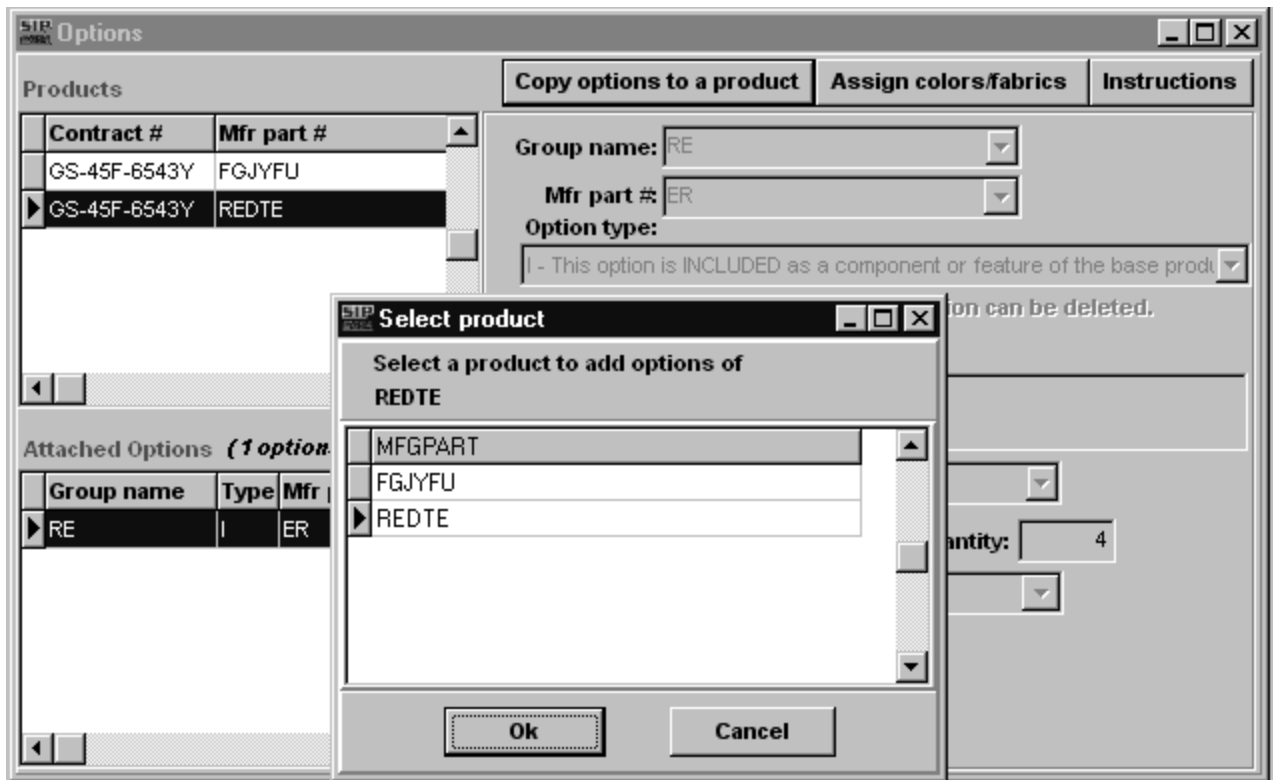 SIP Options
Products
Copy options to a product Assign colors/fabrics Instructions
Contract # Mfr part #
GS-45F-6543Y FGJYFU
GS-45F-6543Y REDTE
Group name: RE
Mfr part #: ER
Option type:
I - This option is INCLUDED as a component or feature of the base produ
can be deleted.
Attached Options (1 option
Group name Type Mfr
RE I ER
SIP Select product
Select a product to add options of
REDTE
MFGPART
FGJYFU
REDTE
Ok Cancel
antity: 4